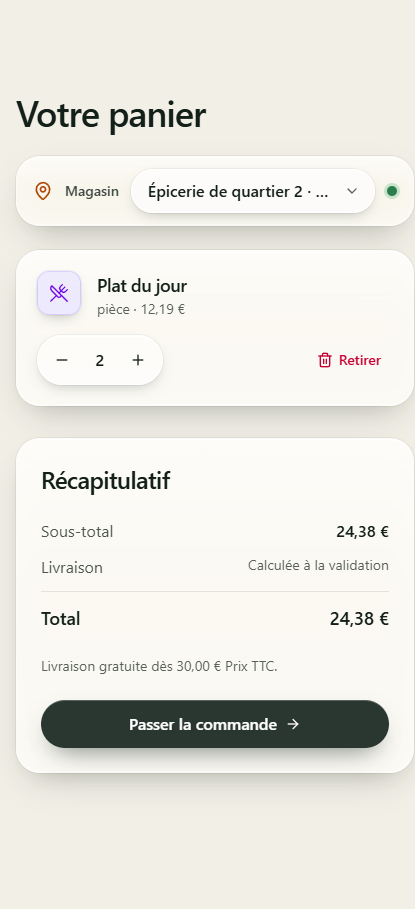 Votre panier
Magasin
Épicerie de quartier 2 · ...
Plat du jour
pièce · 12,19 €
2
Retirer
Récapitulatif
Sous-total 24,38 €
Livraison Calculée à la validation
Total 24,38 €
Livraison gratuite dès 30,00 € Prix TTC.
Passer la commande